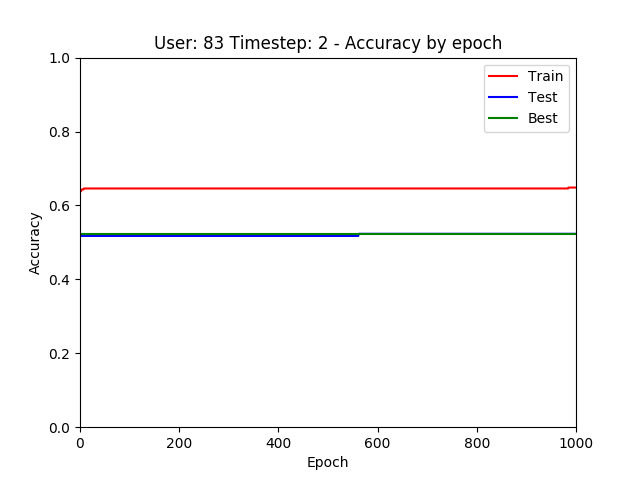 User: 83 Timestep: 2 - Accuracy by epoch
1.0
0.8
0.6
0.4
0.2
0.0
Accuracy
Train
Test
Best
0 200 400 600 800 1000
Epoch